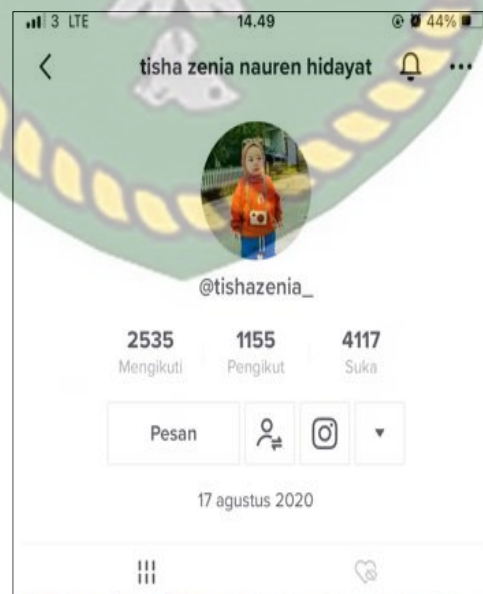 3 LTE 14.49 44%
tisha zenia nauren hidayat
@tishazenia_
2535 1155 4117
Mengikuti Pengikut Suka
Pesan
17 agustus 2020